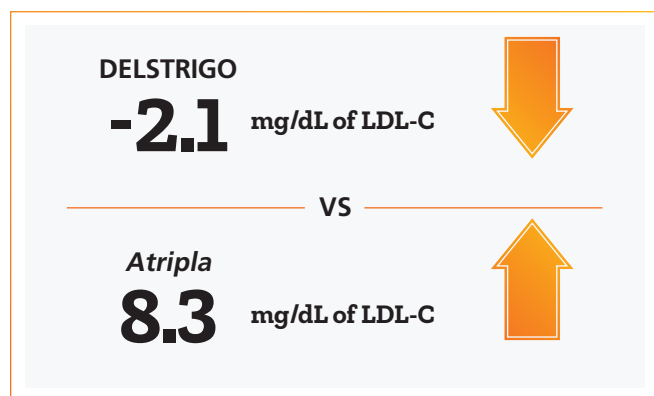 DELSTRIGO
-2.1 mg/dL of LDL-C
VS
Atripla
8.3 mg/dL of LDL-C